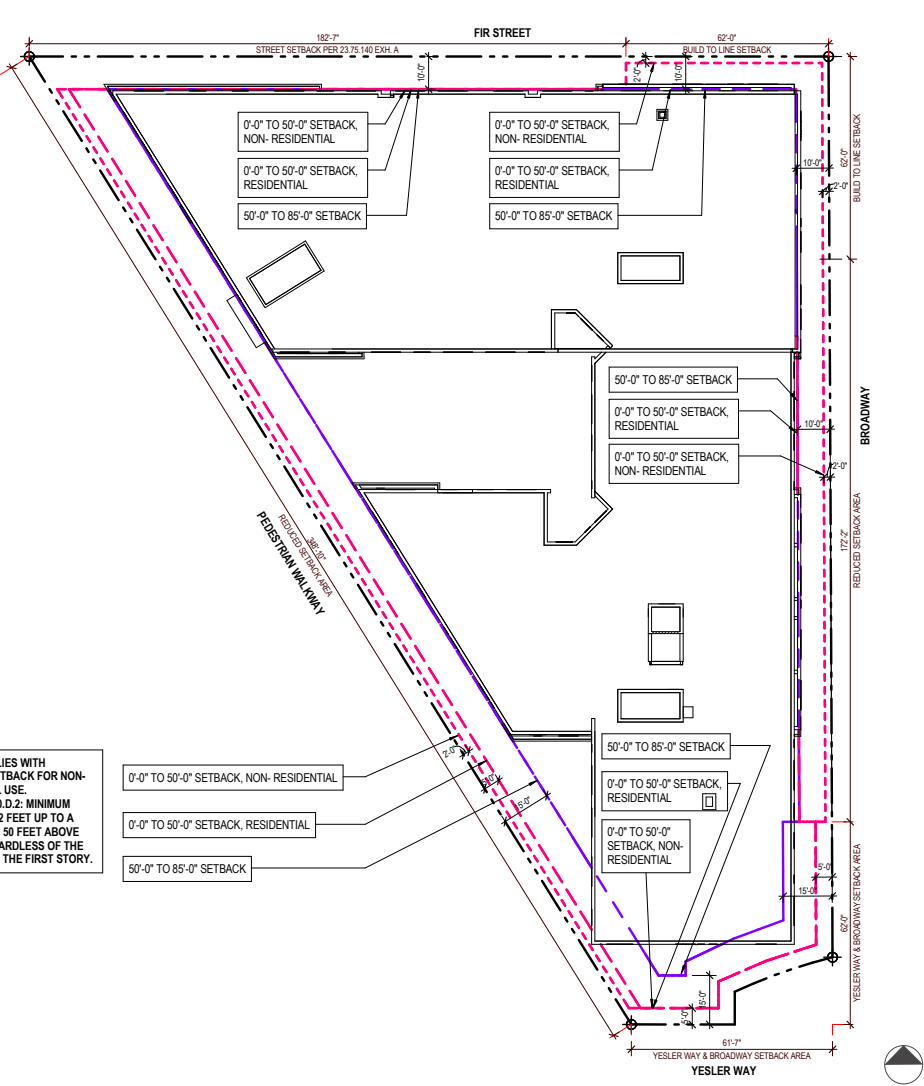 FIR STREET
182'-7"
STREET SETBACK PER 23.75.140 EXH. A
62'-0"
BUILD TO LINE SETBACK
10'-0"
2'-0"
10'-0"
0'-0" TO 50'-0" SETBACK,
NON- RESIDENTIAL
0'-0" TO 50'-0" SETBACK,
RESIDENTIAL
50'-0" TO 85'-0" SETBACK
0'-0" TO 50'-0" SETBACK,
NON- RESIDENTIAL
0'-0" TO 50'-0" SETBACK,
RESIDENTIAL
50'-0" TO 85'-0" SETBACK
62'-0"
BUILD TO LINE SETBACK
10'-0"
2'-0"
50'-0" TO 85'-0" SETBACK
0'-0" TO 50'-0" SETBACK,
RESIDENTIAL
0'-0" TO 50'-0" SETBACK,
NON- RESIDENTIAL
10'-0"
2'-0"
BROADWAY
172'-2"
REDUCED SETBACK AREA
346'-10"
REDUCED SETBACK AREA
PEDESTRIAN WALKWAY
LIES WITH
TBACK FOR NON-
L USE.
0.D.2: MINIMUM
2 FEET UP TO A
50 FEET ABOVE
ARDLESS OF THE
THE FIRST STORY.
0'-0" TO 50'-0" SETBACK, NON- RESIDENTIAL
0'-0" TO 50'-0" SETBACK, RESIDENTIAL
50'-0" TO 85'-0" SETBACK
2'-0"
15'-0"
50'-0" TO 85'-0" SETBACK
0'-0" TO 50'-0" SETBACK,
RESIDENTIAL
0'-0" TO 50'-0"
SETBACK, NON-
RESIDENTIAL
5'-0"
15'-0"
62'-0"
YESLER WAY & BROADWAY SETBACK AREA
15'-0"
5'-0"
61'-7"
YESLER WAY & BROADWAY SETBACK AREA
YESLER WAY